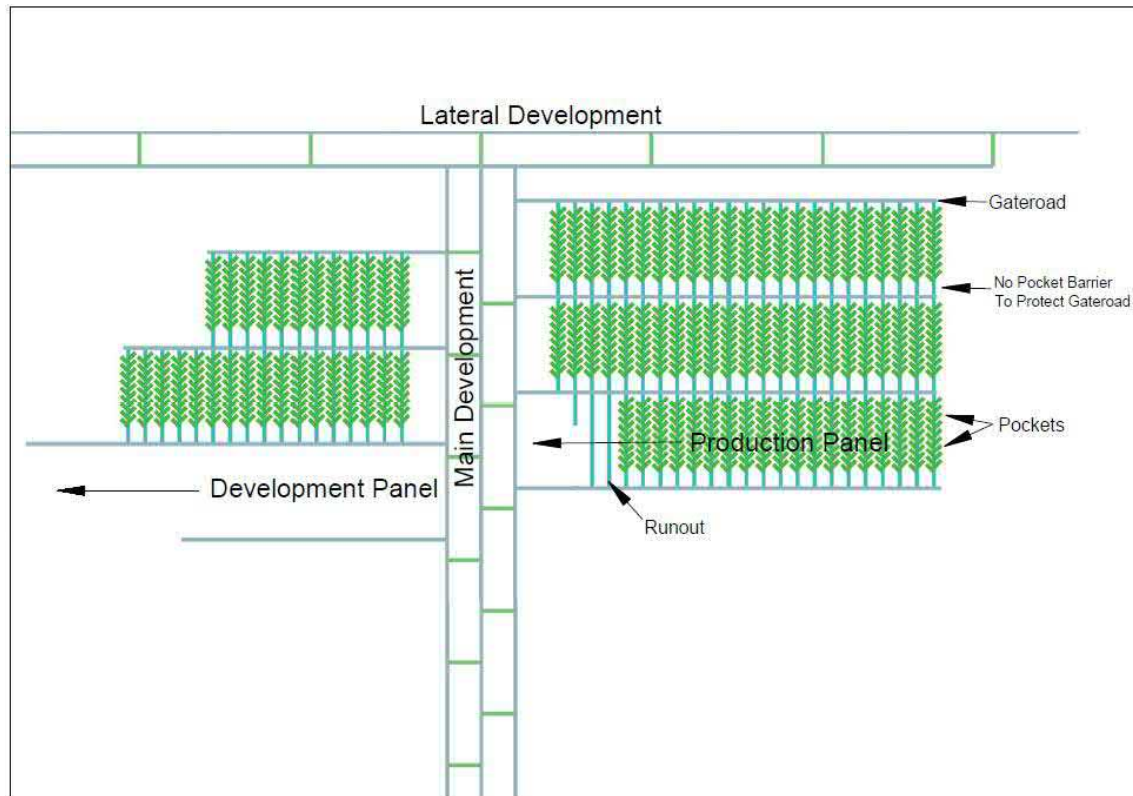 Lateral Development
Gateroad
No Pocket Barrier
To Protect Gateroad
Main Development
Pockets
Production Panel
Development Panel
Runout